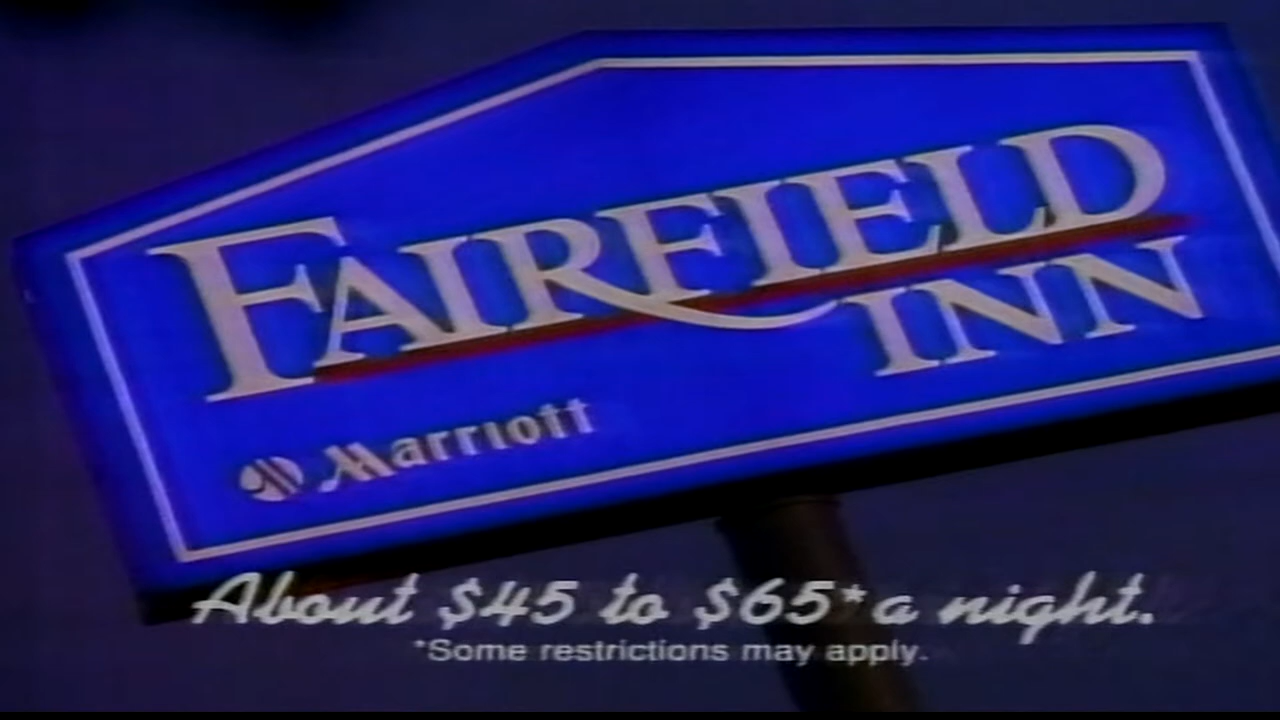 FAIRFIELD
INN
Marriott
About $45 to $65* a night.
*Some restrictions may apply.